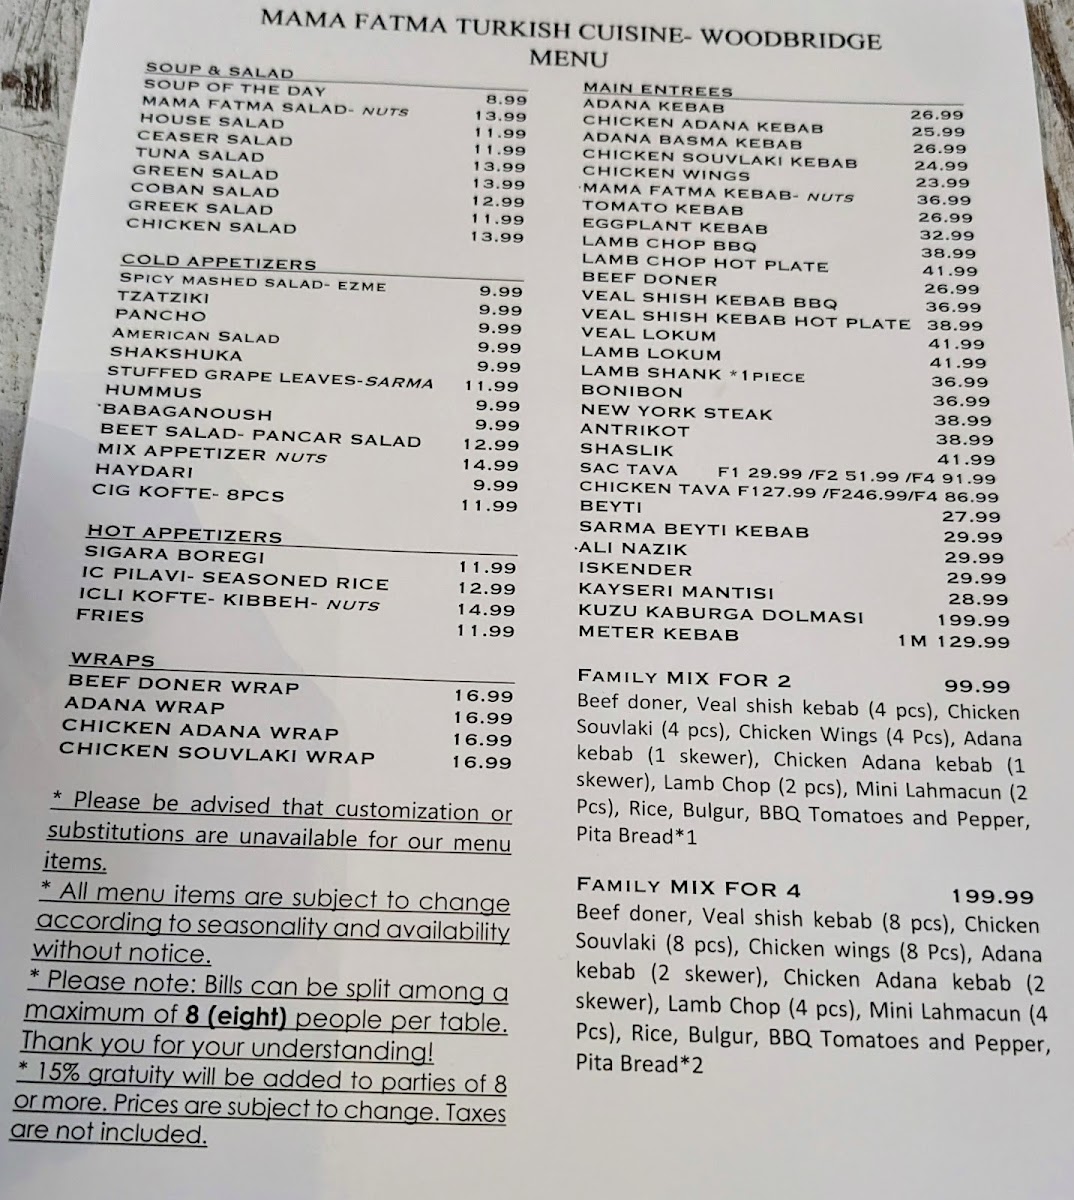 MAMA FATMA TURKISH CUISINE- WOODBRIDGE
MENU
SOUP & SALAD
SOUP OF THE DAY 8.99
MAMA FATMA SALAD- NUTS 13.99
HOUSE SALAD 11.99
CEASER SALAD 11.99
TUNA SALAD 13.99
GREEN SALAD 13.99
COBAN SALAD 12.99
GREEK SALAD 11.99
CHICKEN SALAD 13.99
COLD APPETIZERS
SPICY MASHED SALAD- EZME 9.99
TZATZIKI 9.99
PANCHO 9.99
AMERICAN SALAD 9.99
SHAKSHUKA 9.99
STUFFED GRAPE LEAVES-SARMA 11.99
HUMMUS 9.99
BABAGANOUSH 9.99
BEET SALAD- PANCAR SALAD 12.99
MIX APPETIZER NUTS 14.99
HAYDARI 9.99
CIG KOFTE- 8PCS 11.99
HOT APPETIZERS
SIGARA BOREGI 11.99
IC PILAVI- SEASONED RICE 12.99
ICLI KOFTE- KIBBEH- NUTS 14.99
FRIES 11.99
WRAPS
BEEF DONER WRAP 16.99
ADANA WRAP 16.99
CHICKEN ADANA WRAP 16.99
CHICKEN SOUVLAKI WRAP 16.99
* Please be advised that customization or
substitutions are unavailable for our menu
items.
* All menu items are subject to change
according to seasonality and availability
without notice.
* Please note: Bills can be split among a
maximum of 8 (eight) people per table.
Thank you for your understanding!
* 15% gratuity will be added to parties of 8
or more. Prices are subject to change. Taxes
are not included.
MAIN ENTREES
ADANA KEBAB 26.99
CHICKEN ADANA KEBAB 25.99
ADANA BASMA KEBAB 26.99
CHICKEN SOUVLAKI KEBAB 24.99
CHICKEN WINGS 23.99
MAMA FATMA KEBAB- NUTS 36.99
TOMATO KEBAB 26.99
EGGPLANT KEBAB 32.99
LAMB CHOP BBQ 38.99
LAMB CHOP HOT PLATE 41.99
BEEF DONER 26.99
VEAL SHISH KEBAB BBQ 36.99
VEAL SHISH KEBAB HOT PLATE 38.99
VEAL LOKUM 41.99
LAMB LOKUM 41.99
LAMB SHANK *1PIECE 36.99
BONIBON 36.99
NEW YORK STEAK 38.99
ANTRIKOT 38.99
SHASLIK 41.99
SAC TAVA F1 29.99 /F2 51.99 /F4 91.99
CHICKEN TAVA F127.99 /F246.99/F4 86.99
BEYTI 27.99
SARMA BEYTI KEBAB 29.99
ALI NAZIK 29.99
ISKENDER 29.99
KAYSERI MANTISI 28.99
KUZU KABURGA DOLMASI 199.99
METER KEBAB 1M 129.99
FAMILY MIX FOR 2 99.99
Beef doner, Veal shish kebab (4 pcs), Chicken
Souvlaki (4 pcs), Chicken Wings (4 Pcs), Adana
kebab (1 skewer), Chicken Adana kebab (1
skewer), Lamb Chop (2 pcs), Mini Lahmacun (2
Pcs), Rice, Bulgur, BBQ Tomatoes and Pepper,
Pita Bread*1
FAMILY MIX FOR 4 199.99
Beef doner, Veal shish kebab (8 pcs), Chicken
Souvlaki (8 pcs), Chicken wings (8 Pcs), Adana
kebab (2 skewer), Chicken Adana kebab (2
skewer), Lamb Chop (4 pcs), Mini Lahmacun (4
Pcs), Rice, Bulgur, BBQ Tomatoes and Pepper,
Pita Bread*2